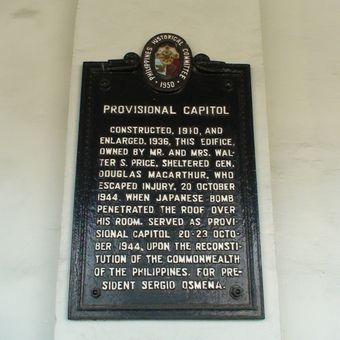 PHILIPPINE HISTORICAL COMMITTEE
1950
PROVISIONAL CAPITOL
CONSTRUCTED, 1910, AND
ENLARGED, 1936, THIS EDIFICE,
OWNED BY MR. AND MRS. WAL-
TER S. PRICE, SHELTERED GEN.
DOUGLAS MACARTHUR, WHO
ESCAPED INJURY, 20 OCTOBER
1944, WHEN JAPANESE BOMB
PENETRATED THE ROOF OVER
HIS ROOM. SERVED AS PROVI-
SIONAL CAPITOL 20-23 OCTO-
BER 1944, UPON THE RECONSTI-
TUTION OF THE COMMONWEALTH
OF THE PHILIPPINES. FOR PRE-
SIDENT SERGIO OSMEÑA.